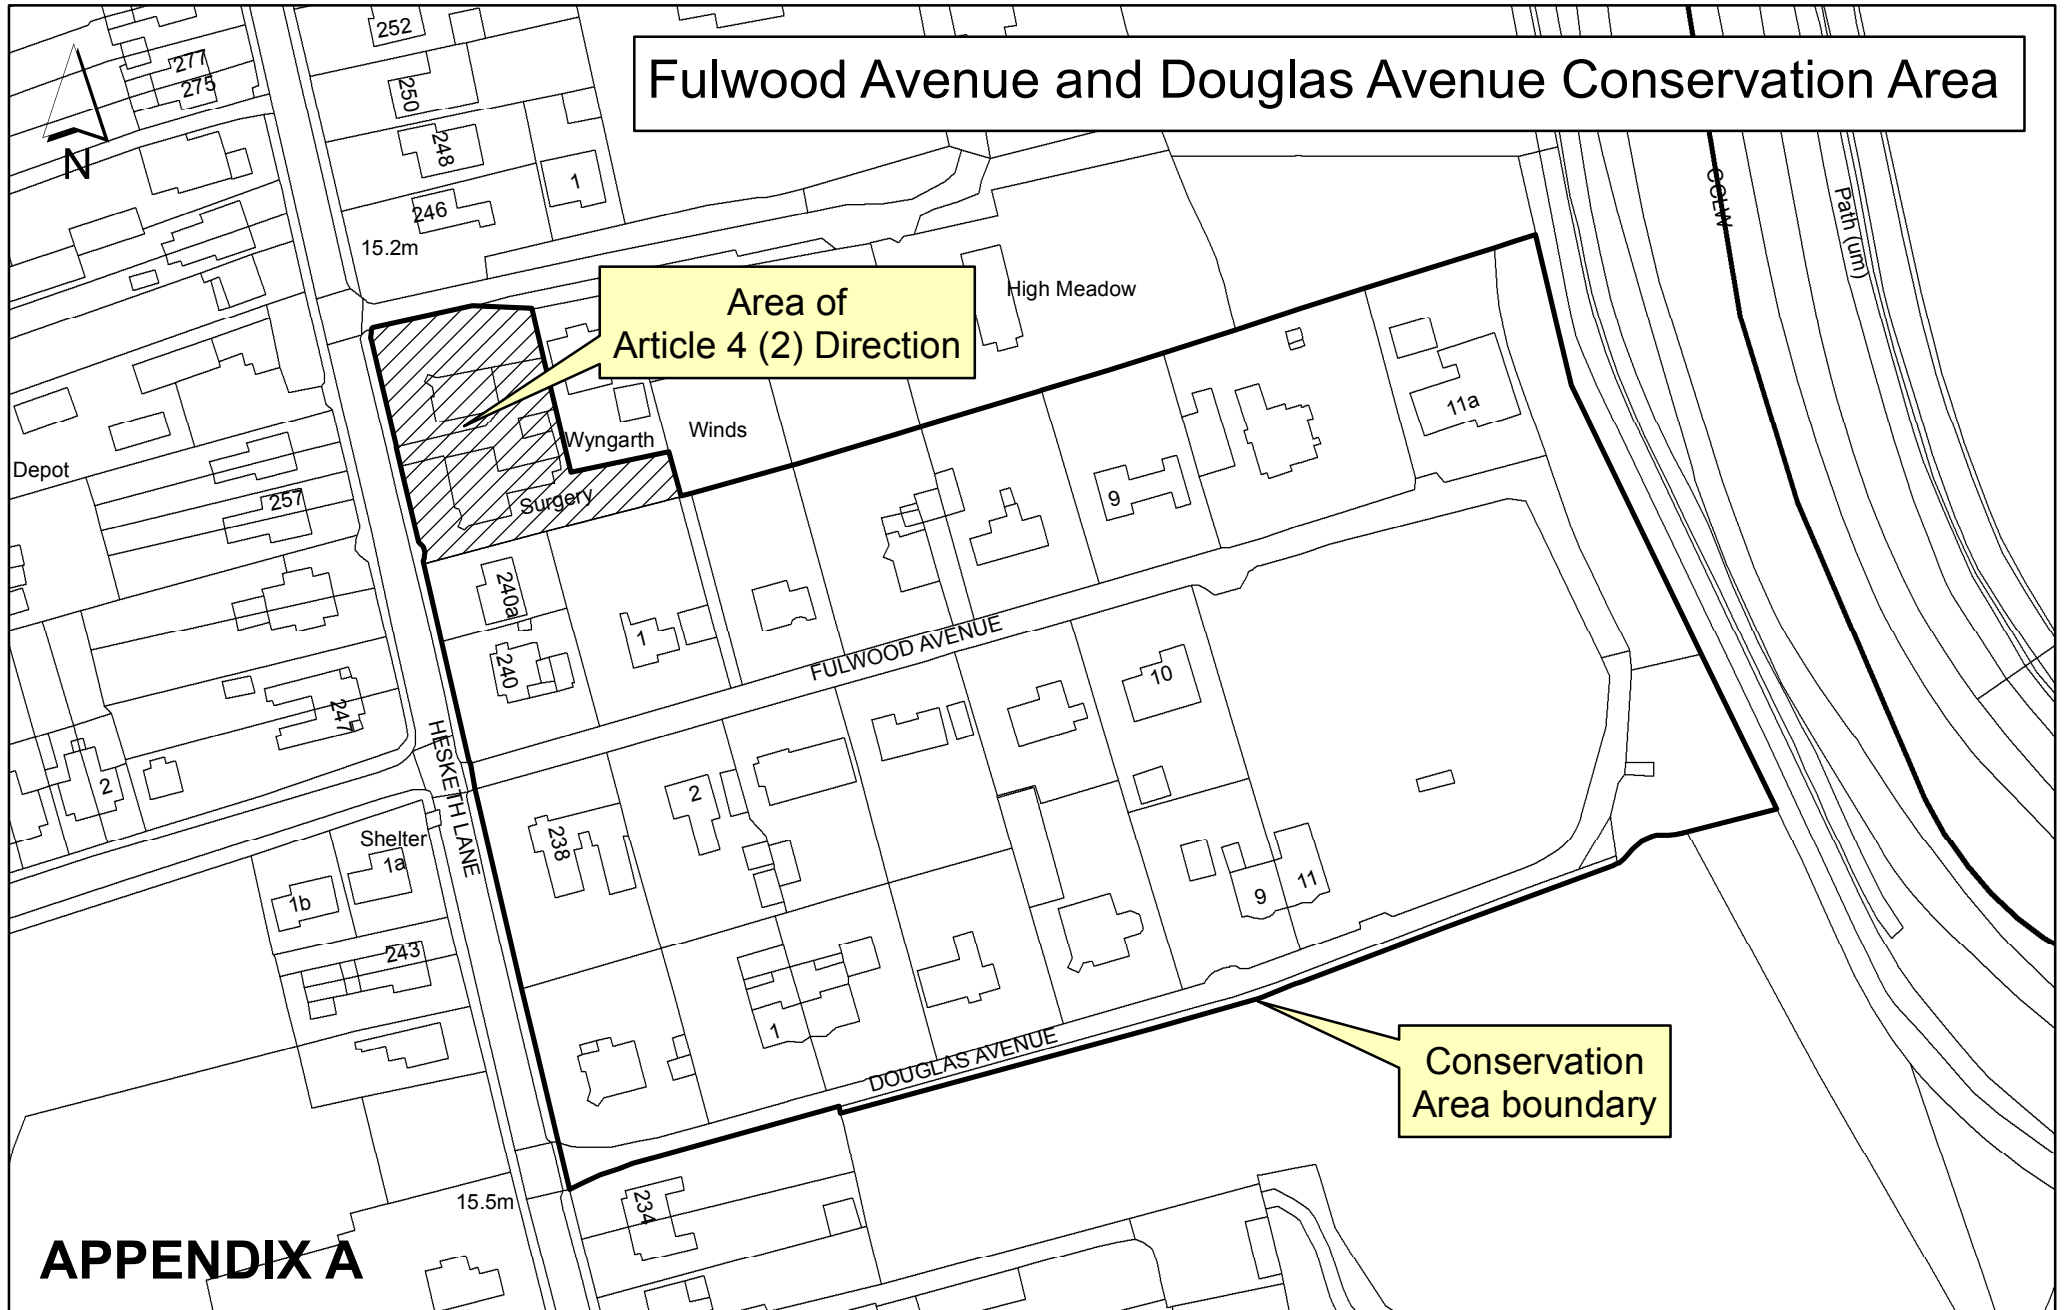 Fulwood Avenue and Douglas Avenue Conservation Area
252
277
275
250
248
N
246
1
15.2m
CCLW
Path (um)
Area of
Article 4 (2) Direction
High Meadow
Wyngarth
Winds
11a
Depot
257
Surgery
9
240a
240
1
FULWOOD AVENUE
10
247
HESKETH LANE
2
2
238
Shelter
1a
1b
9
11
243
1
DOUGLAS AVENUE
Conservation
Area boundary
15.5m
234
APPENDIX A